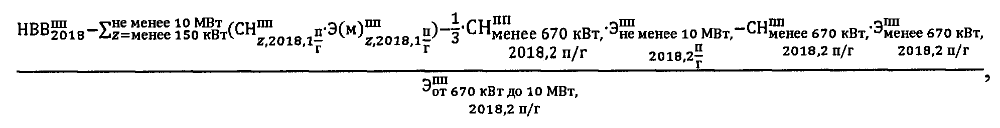 НВВ^пп_2018 − ∑^не менее 10 МВт_z=менее 150 кВт (СН^пп_z,2018,1 п/г · Э(м)^пп_z,2018,1 п/г) − 1/3 · СН^пп_менее 670 кВт, 2018,2 п/г · Э^пп_не менее 10 МВт, 2018,2 п/г − СН^пп_менее 670 кВт, 2018,2 п/г · Э^пп_менее 670 кВт, 2018,2 п/г
Э^пп_от 670 кВт до 10 МВт, 2018,2 п/г ,